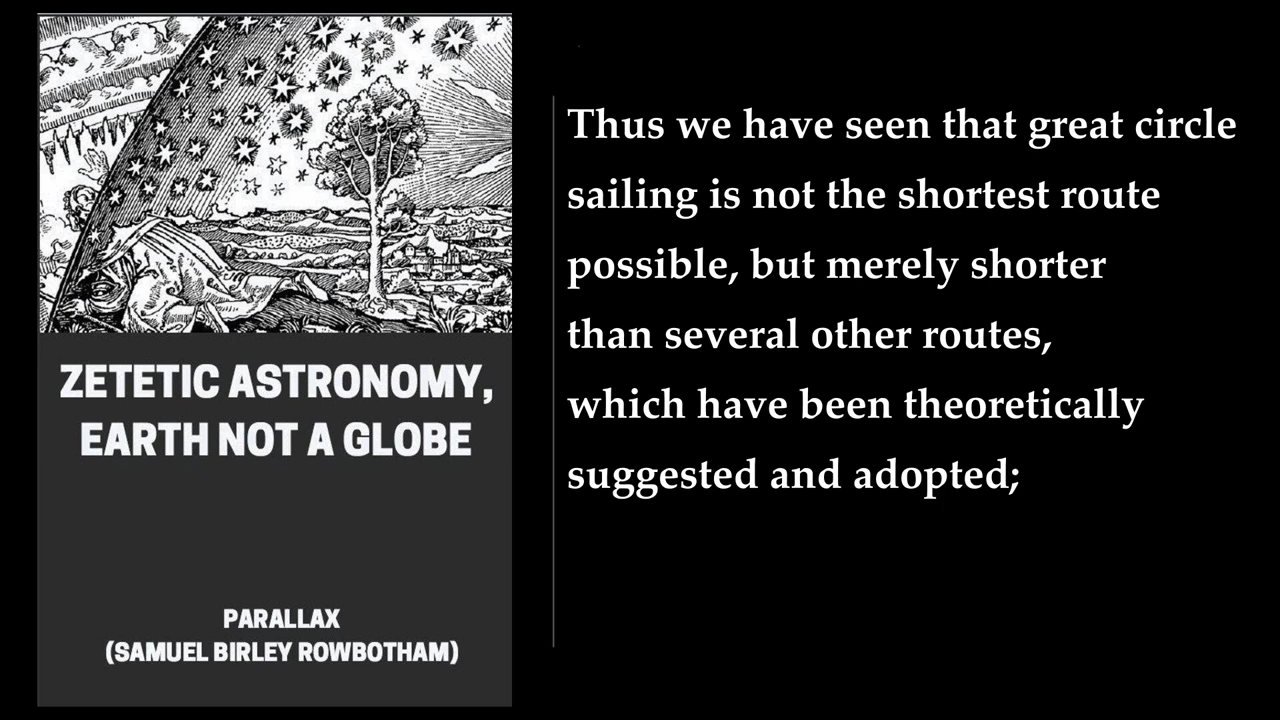 ZETETIC ASTRONOMY,
EARTH NOT A GLOBE
PARALLAX
(SAMUEL BIRLEY ROWBOTHAM)
Thus we have seen that great circle
sailing is not the shortest route
possible, but merely shorter
than several other routes,
which have been theoretically
suggested and adopted;